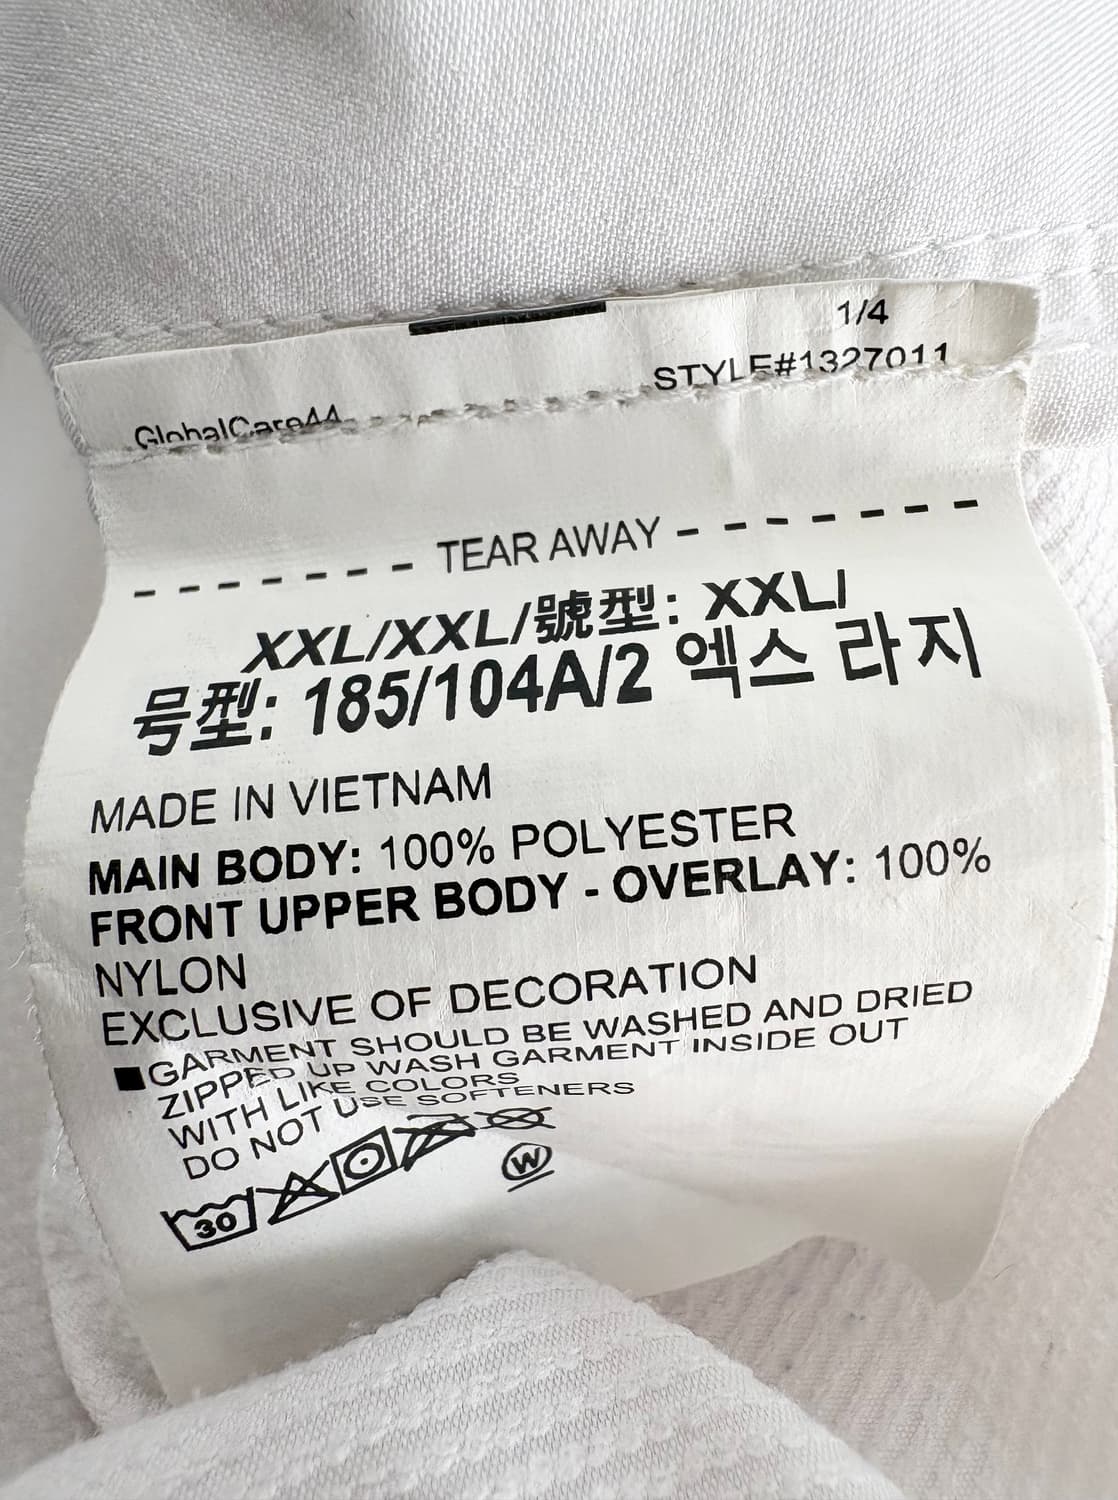 1/4
STYLE#1327011
GlobalCare44
- - - - - - - TEAR AWAY - - - - - - -
XXL/XXL/號型: XXL/
号型: 185/104A/2 엑스 라지
MADE IN VIETNAM
MAIN BODY: 100% POLYESTER
FRONT UPPER BODY - OVERLAY: 100%
NYLON
EXCLUSIVE OF DECORATION
■GARMENT SHOULD BE WASHED AND DRIED
ZIPPED UP WASH GARMENT INSIDE OUT
WITH LIKE COLORS
DO NOT USE SOFTENERS
30
W